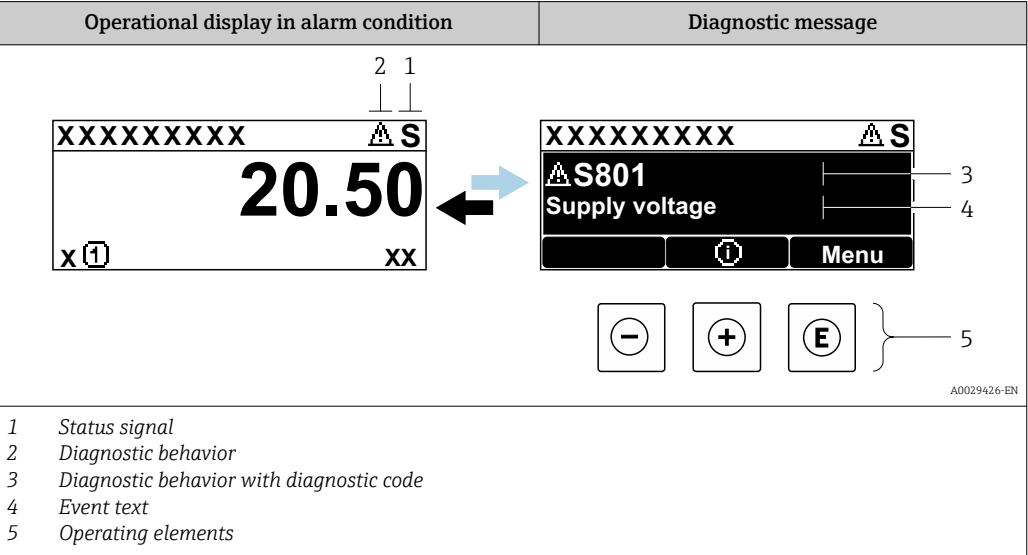 Operational display in alarm condition
Diagnostic message
2 1
XXXXXXXXX ⚠ S
20.50
x ① xx
XXXXXXXXX ⚠ S
⚠S801
Supply voltage
ⓘ Menu
3
4
− + E
5
A0029426-EN
1 Status signal
2 Diagnostic behavior
3 Diagnostic behavior with diagnostic code
4 Event text
5 Operating elements